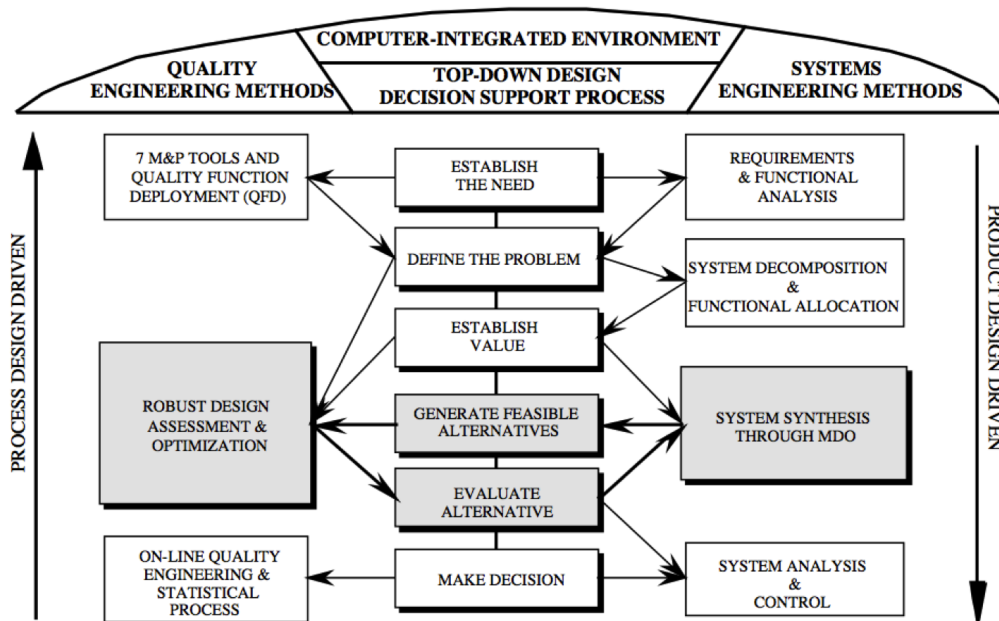 COMPUTER-INTEGRATED ENVIRONMENT
QUALITY
ENGINEERING METHODS
TOP-DOWN DESIGN
DECISION SUPPORT PROCESS
SYSTEMS
ENGINEERING METHODS
PROCESS DESIGN DRIVEN
7 M&P TOOLS AND
QUALITY FUNCTION
DEPLOYMENT (QFD)
ESTABLISH
THE NEED
REQUIREMENTS
& FUNCTIONAL
ANALYSIS
DEFINE THE PROBLEM
SYSTEM DECOMPOSITION
&
FUNCTIONAL ALLOCATION
ESTABLISH
VALUE
ROBUST DESIGN
ASSESSMENT &
OPTIMIZATION
GENERATE FEASIBLE
ALTERNATIVES
SYSTEM SYNTHESIS
THROUGH MDO
EVALUATE
ALTERNATIVE
ON-LINE QUALITY
ENGINEERING &
STATISTICAL
PROCESS
MAKE DECISION
SYSTEM ANALYSIS
&
CONTROL
PRODUCT DESIGN DRIVEN